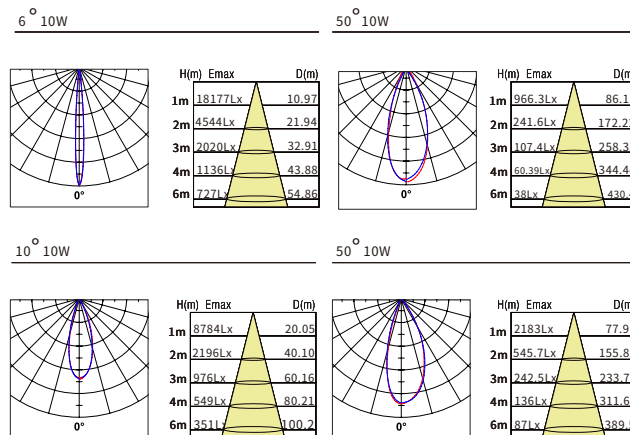 6° 10W
50° 10W
0°
H(m) Emax D(m)
1m 18177Lx 10.97
2m 4544Lx 21.94
3m 2020Lx 32.91
4m 1136Lx 43.88
6m 727Lx 54.86
0°
H(m) Emax D(m
1m 966.3Lx 86.1
2m 241.6Lx 172.2
3m 107.4Lx 258.3
4m 60.39Lx 344.4
6m 38Lx 430.
10° 10W
50° 10W
0°
H(m) Emax D(m)
1m 8784Lx 20.05
2m 2196Lx 40.10
3m 976Lx 60.16
4m 549Lx 80.21
6m 351Lx 100.2
0°
H(m) Emax D(m
1m 2183Lx 77.9
2m 545.7Lx 155.8
3m 242.5Lx 233.7
4m 136Lx 311.6
6m 87Lx 389.